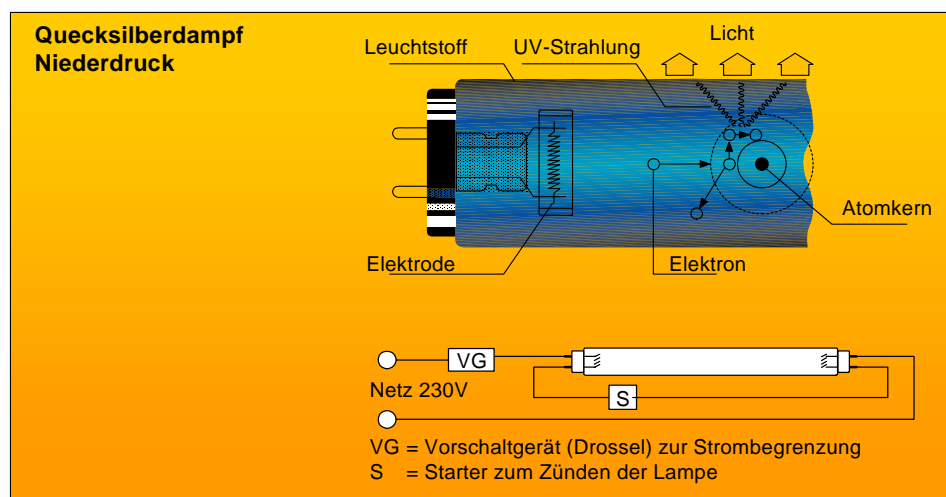 Quecksilberdampf
Niederdruck
Leuchtstoff
UV-Strahlung
Licht
Atomkern
Elektrode
Elektron
VG
Netz 230V
S
VG = Vorschaltgerät (Drossel) zur Strombegrenzung
S = Starter zum Zünden der Lampe